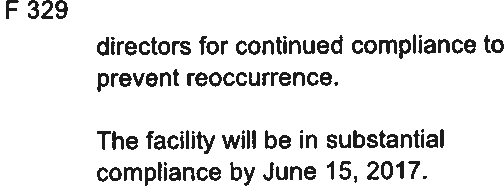 F 329
directors for continued compliance to
prevent reoccurrence.
The facility will be in substantial
compliance by June 15, 2017.